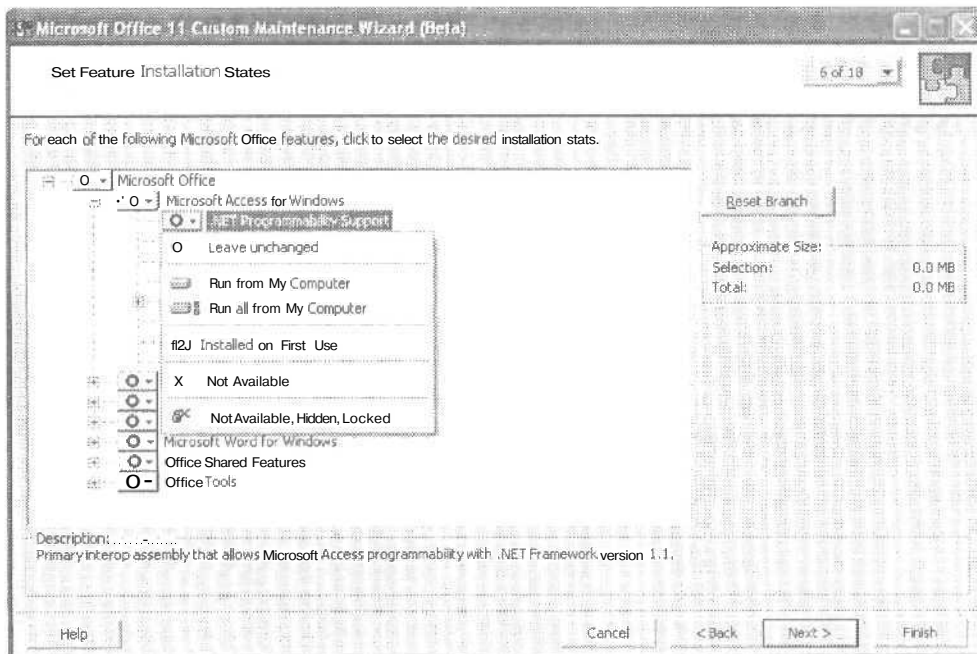 Microsoft Office 11 Custom Maintenance Wizard (Beta)
Set Feature Installation States
6 of 18
For each of the following Microsoft Office features, click to select the desired installation stats.
O Microsoft Office
O Microsoft Access for Windows
Reset Branch
O .NET Programmability Support
O Leave unchanged
Approximate Size:
Selection: 0.0 MB
Run from My Computer
Total: 0.0 MB
Run all from My Computer
fl2J Installed on First Use
O X Not Available
O
O Not Available, Hidden, Locked
O Microsoft Word for Windows
O Office Shared Features
O Office Tools
Description:
Primary interop assembly that allows Microsoft Access programmability with .NET Framework version 1.1.
Help Cancel < Back Next > Finish